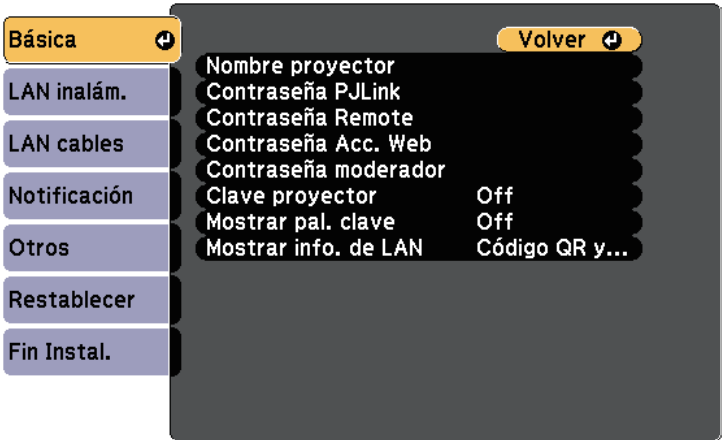 Básica
LAN inalám.
LAN cables
Notificación
Otros
Restablecer
Fin Instal.
Volver
Nombre proyector
Contraseña PJLink
Contraseña Remote
Contraseña Acc. Web
Contraseña moderador
Clave proyector Off
Mostrar pal. clave Off
Mostrar info. de LAN Código QR y...